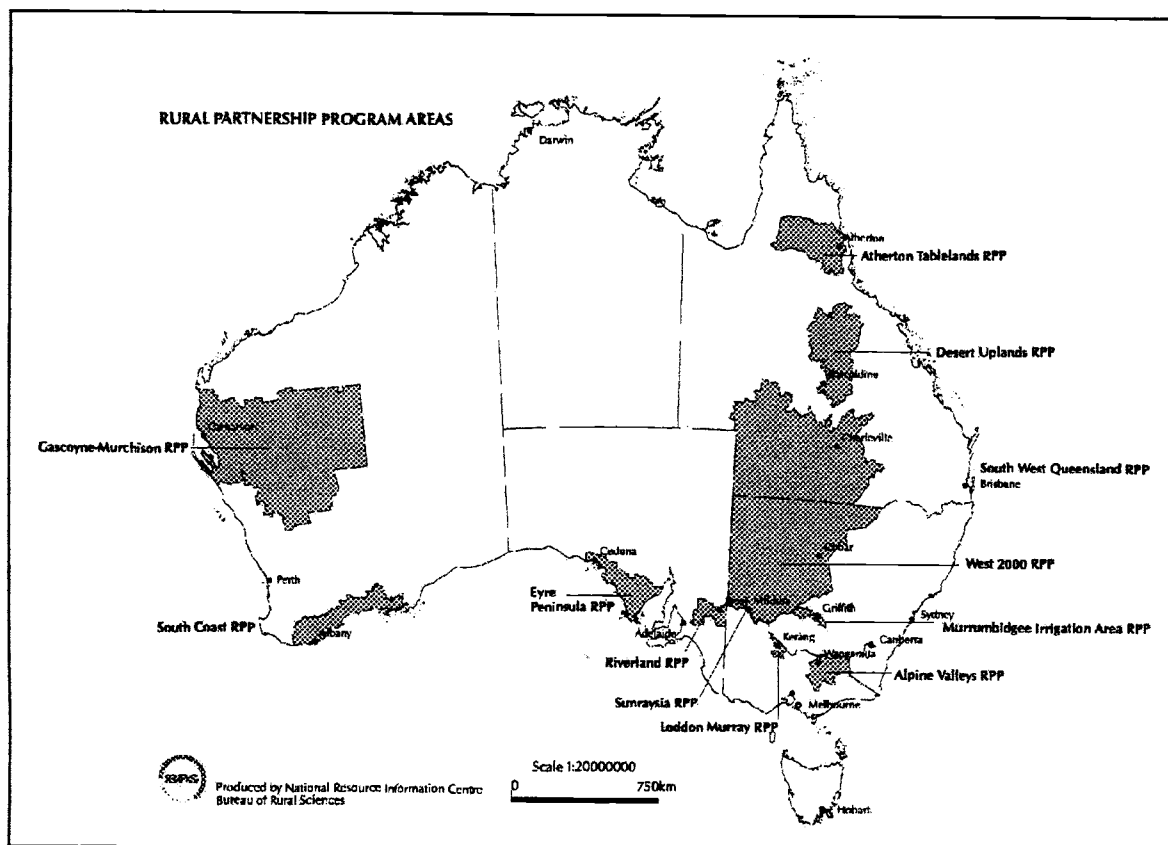 RURAL PARTNERSHIP PROGRAM AREAS
Darwin
Atherton
Atherton Tablelands RPP
Desert Uplands RPP
Barcaldine
Carnarvon
Charleville
Gascoyne-Murchison RPP
South West Queensland RPP
Brisbane
Ceduna
Cobar
West 2000 RPP
Perth
Eyre
Peninsula RPP
Mildura
Griffith
Sydney
South Coast RPP
Albany
Adelaide
Murrumbidgee Irrigation Area RPP
Kerang
Canberra
Riverland RPP
Wangaratta
Alpine Valleys RPP
Sunraysia RPP
Melbourne
Loddon Murray RPP
Scale 1:20000000
0 750km
Produced by National Resource Information Centre
Bureau of Rural Sciences
Hobart